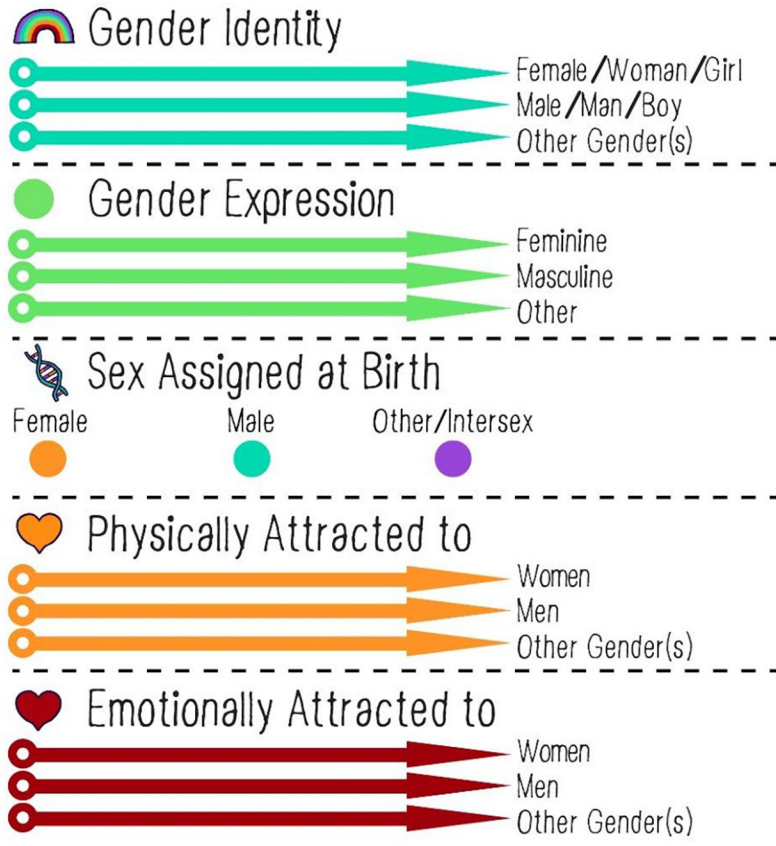 Gender Identity
Female/Woman/Girl
Male/Man/Boy
Other Gender(s)
Gender Expression
Feminine
Masculine
Other
Sex Assigned at Birth
Female Male Other/Intersex
Physically Attracted to
Women
Men
Other Gender(s)
Emotionally Attracted to
Women
Men
Other Gender(s)